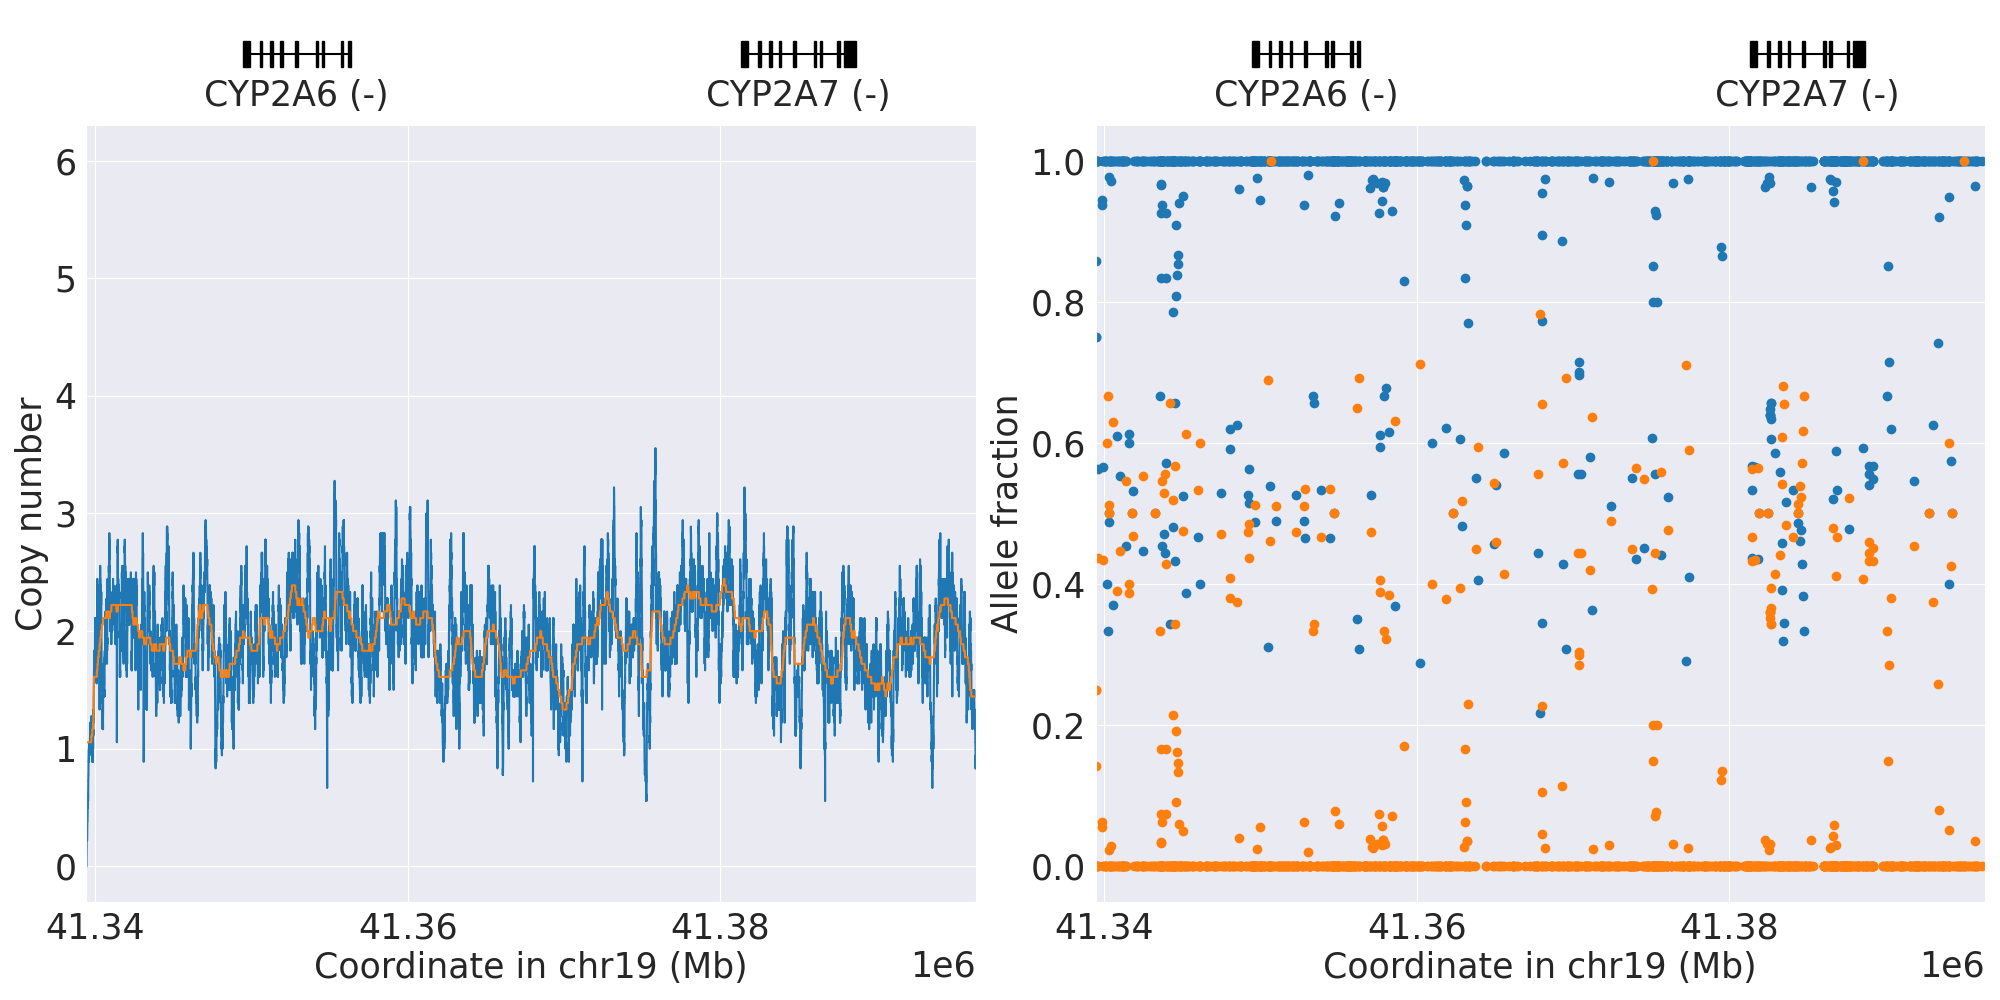 CYP2A6 (-)
CYP2A7 (-)
6
5
4
3
2
1
0
Copy number
41.34
41.36
41.38
Coordinate in chr19 (Mb)
1e6
CYP2A6 (-)
CYP2A7 (-)
1.0
0.8
0.6
0.4
0.2
0.0
Allele fraction
41.34
41.36
41.38
Coordinate in chr19 (Mb)
1e6